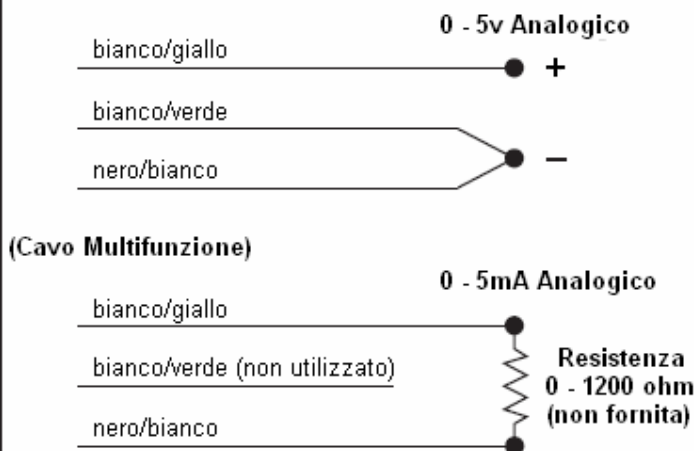 0 - 5v Analogico
bianco/giallo
+
bianco/verde
−
nero/bianco
(Cavo Multifunzione)
0 - 5mA Analogico
bianco/giallo
bianco/verde (non utilizzato)
Resistenza
0 - 1200 ohm
(non fornita)
nero/bianco